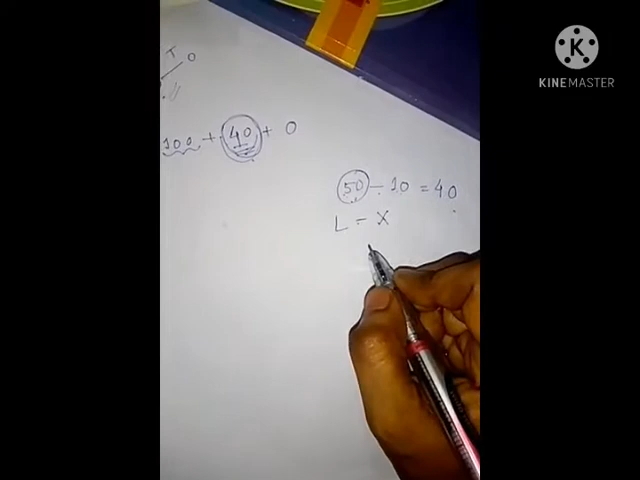 T O
100 + 40 + 0
50 - 10 = 40
L - X
K
KINEMASTER